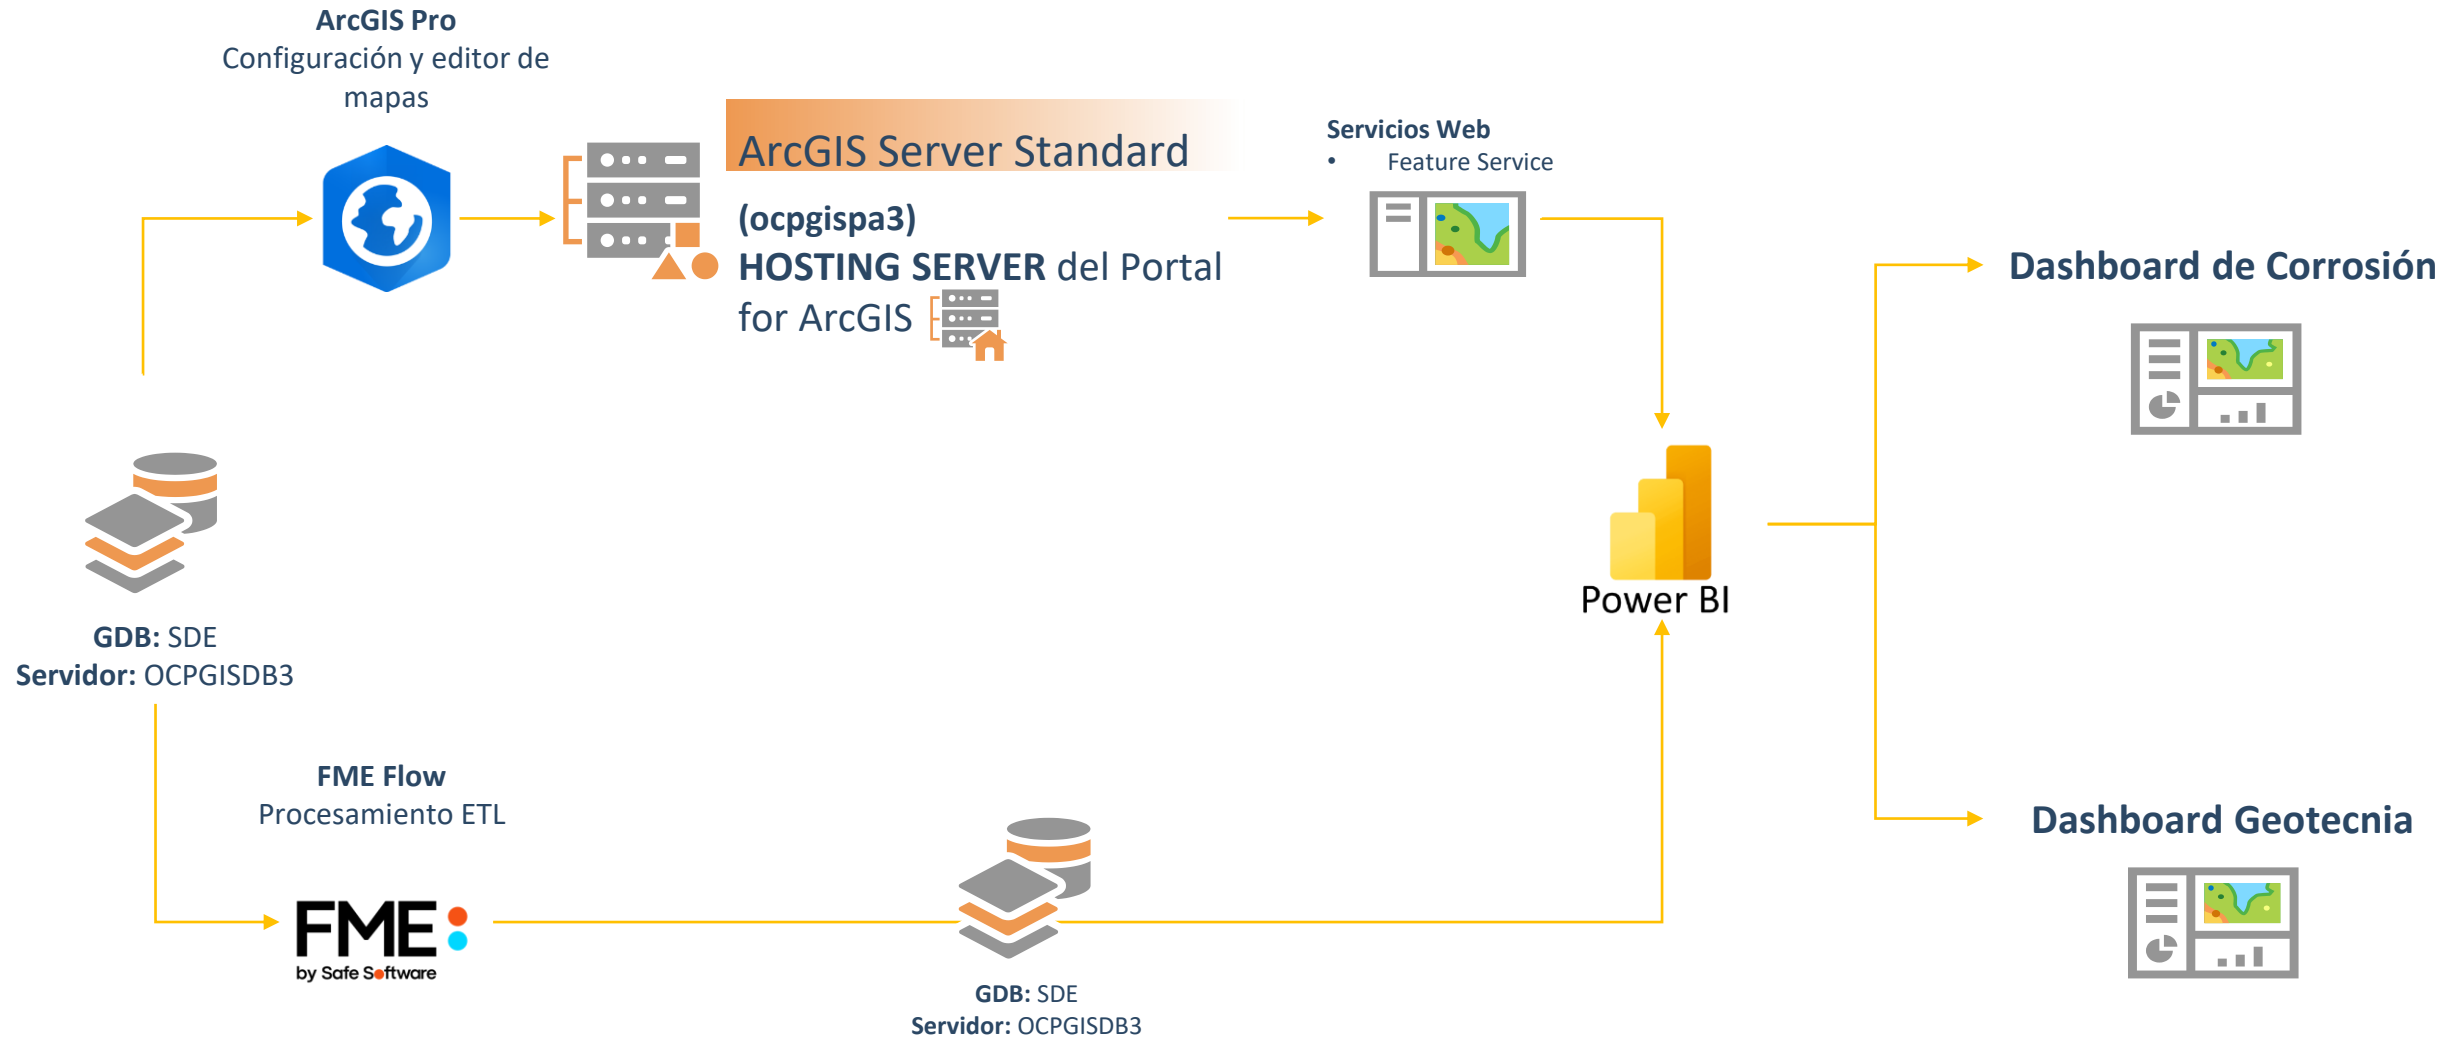 ArcGIS Pro
Configuración y editor de
mapas
ArcGIS Server Standard
(ocpgispa3)
HOSTING SERVER del Portal
for ArcGIS
Servicios Web
• Feature Service
Dashboard de Corrosión
Power BI
GDB: SDE
Servidor: OCPGISDB3
FME Flow
Procesamiento ETL
FME
by Safe Software
GDB: SDE
Servidor: OCPGISDB3
Dashboard Geotecnia